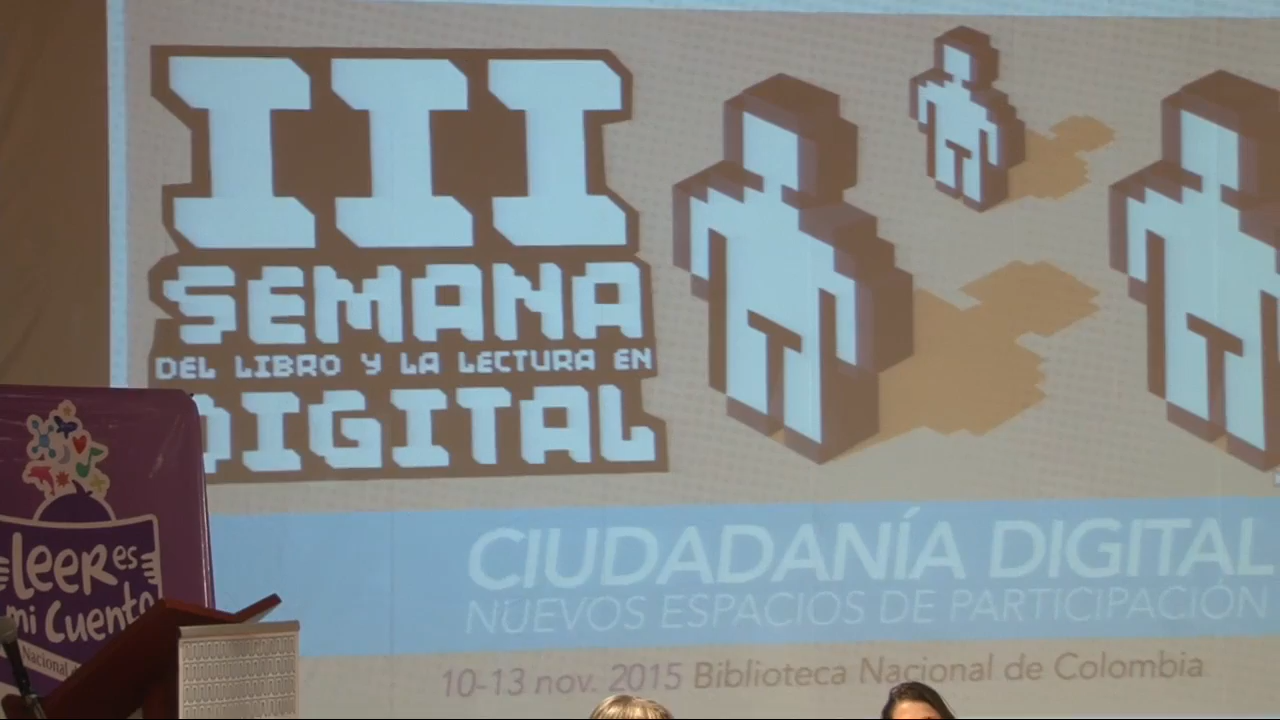 III
SEMANA
DEL LIBRO Y LA LECTURA EN
DIGITAL
CIUDADANÍA DIGITAL
NUEVOS ESPACIOS DE PARTICIPACIÓN
10-13 nov. 2015 Biblioteca Nacional de Colombia
leer es
mi Cuento
Nacional